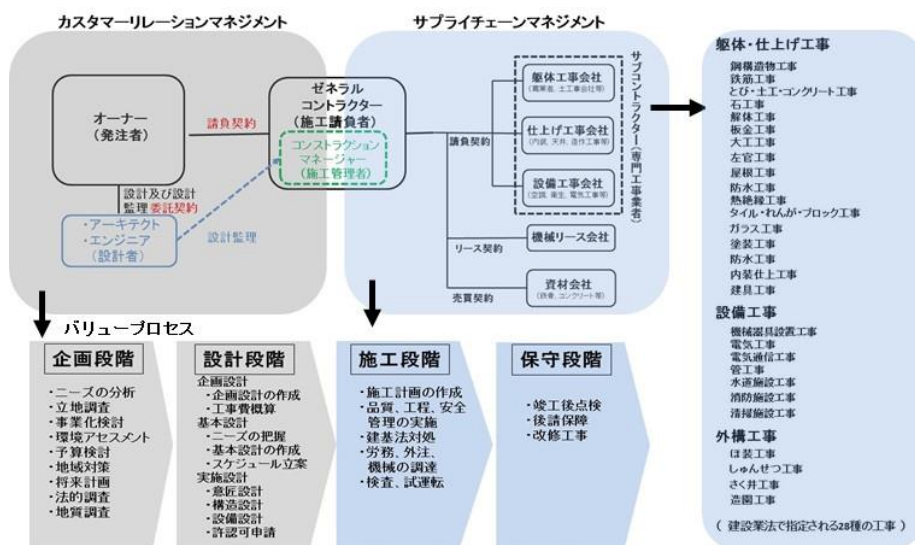 カスタマーリレーションマネジメント
サプライチェーンマネジメント
オーナー
(発注者)
請負契約
設計及び設計
監理 委託契約
・アーキテクト
・エンジニア
(設計者)
設計監理
ゼネラル
コントラクター
(施工請負者)
コンストラクション
マネージャー
(施工管理者)
請負契約
リース契約
売買契約
躯体工事会社
仕上げ工事会社
(内装、天井、造作工事等)
設備工事会社
(空調、衛生、電気工事等)
機械リース会社
資材会社
(鉄骨、コンクリート等)
サブコントラクター(専門工事業者)
躯体・仕上げ工事
鋼構造物工事
鉄筋工事
とび・土工・コンクリート工事
石工事
解体工事
板金工事
大工工事
左官工事
屋根工事
防水工事
熱絶縁工事
タイル・れんが・ブロック工事
ガラス工事
塗装工事
防水工事
内装仕上工事
建具工事
設備工事
機械器具設置工事
電気工事
電気通信工事
管工事
水道施設工事
消防施設工事
清掃施設工事
外構工事
ほ装工事
しゅんせつ工事
さく井工事
造園工事
( 建設業法で指定される28種の工事 )
バリュープロセス
企画段階
・ニーズの分析
・立地調査
・事業化検討
・環境アセスメント
・予算検討
・地域対策
・将来計画
・法的調査
・地質調査
設計段階
企画設計
・企画設計の作成
・工事費概算
基本設計
・ニーズの把握
・基本設計の作成
・スケジュール立案
実施設計
・意匠設計
・構造設計
・設備設計
・許認可申請
施工段階
・施工計画の作成
・品質、工程、安全
管理の実施
・建基法対処
・労務、外注、
機械の調達
・検査、試運転
保守段階
・竣工後点検
・後請保障
・改修工事